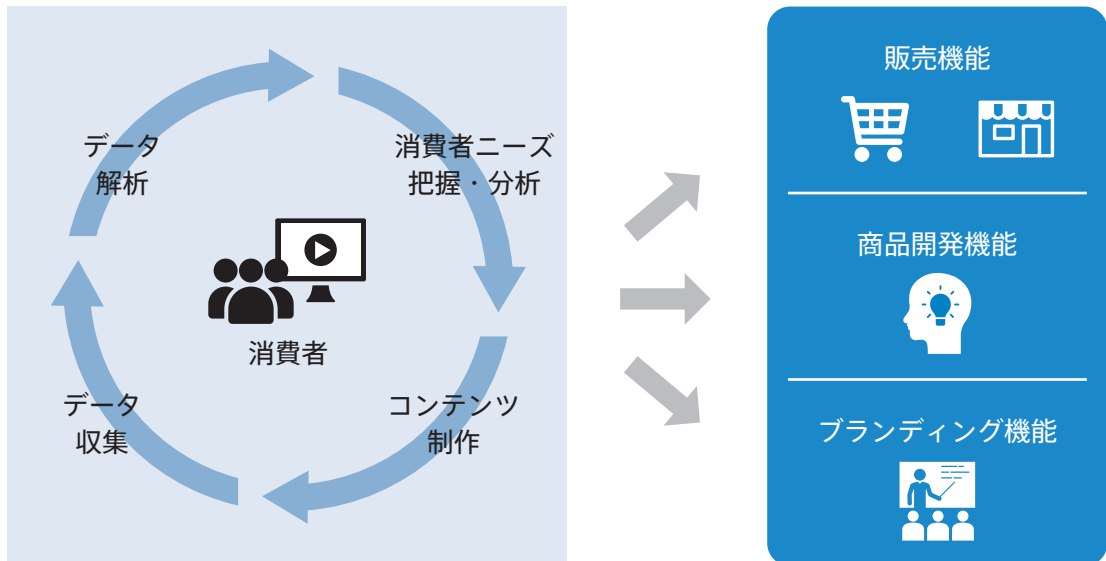 データ
解析
消費者ニーズ
把握・分析
消費者
データ
収集
コンテンツ
制作
販売機能
商品開発機能
ブランディング機能